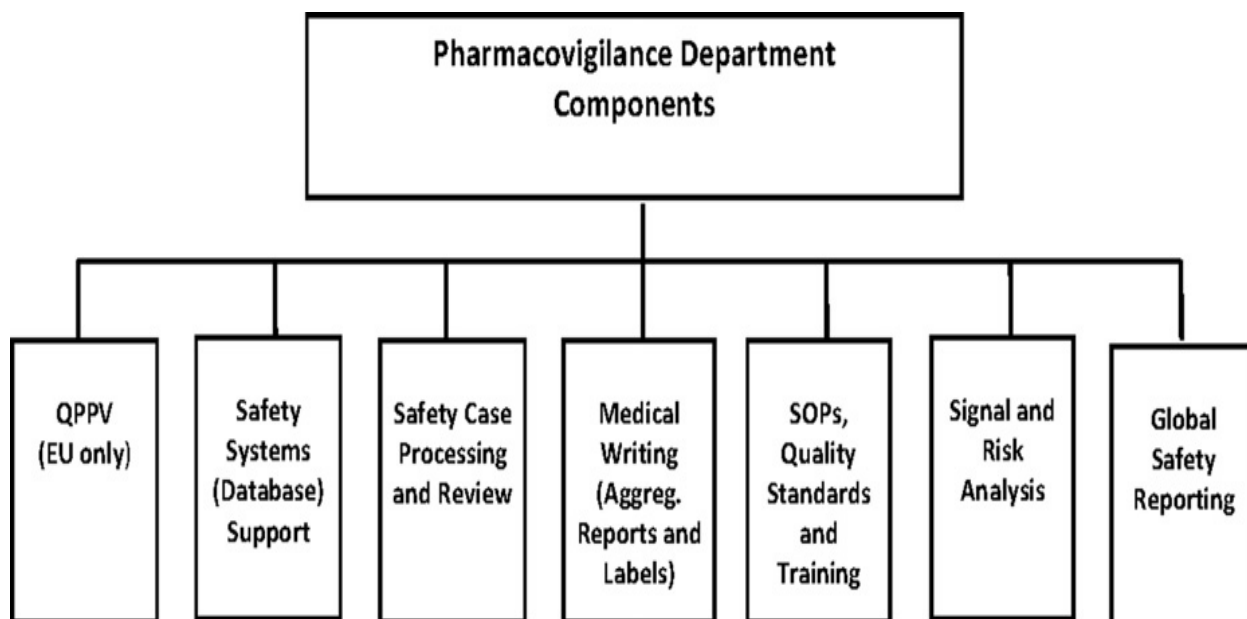 Pharmacovigilance Department
Components
QPPV
(EU only)
Safety
Systems
(Database)
Support
Safety Case
Processing
and Review
Medical
Writing
(Aggreg.
Reports and
Labels)
SOPs,
Quality
Standards
and
Training
Signal and
Risk
Analysis
Global
Safety
Reporting